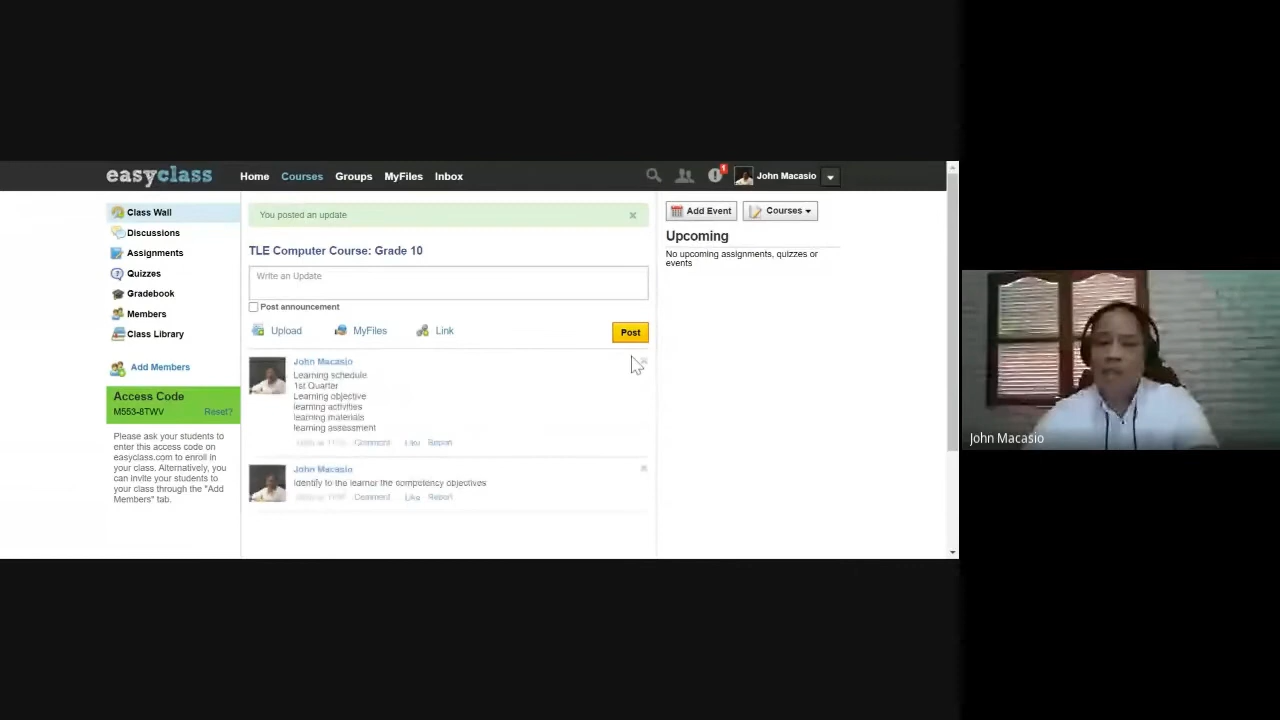 easyclass Home Courses Groups MyFiles Inbox 1 John Macasio
Class Wall
Discussions
Assignments
Quizzes
Gradebook
Members
Class Library
Add Members
Access Code
M553-8TWV Reset?
Please ask your students to
enter this access code on
easyclass.com to enroll in
your class. Alternatively, you
can invite your students to
your class through the "Add
Members" tab.
You posted an update ×
TLE Computer Course: Grade 10
Write an Update
Post announcement
Upload MyFiles Link Post
John Macasio
Learning schedule
1st Quarter
Learning objective
learning activities
learning materials
learning assessment
Comment Like Report
John Macasio
Identify to the learner the competency objectives
Comment Like Report
Add Event Courses
Upcoming
No upcoming assignments, quizzes or
events
John Macasio